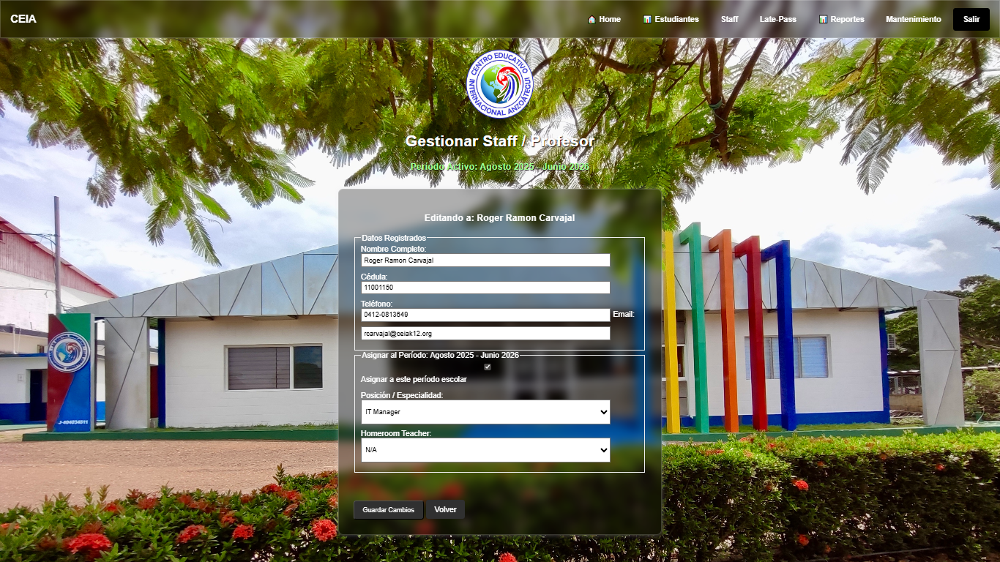 CEIA
Home
Estudiantes
Staff
Late-Pass
Reportes
Mantenimiento
Salir
CENTRO EDUCATIVO
INTERNACIONAL ANZOÁTEGUI
Gestionar Staff / Profesor
Período Activo: Agosto 2025 - Junio 2026
Editando a: Roger Ramon Carvajal
Datos Registrados
Nombre Completo:
Roger Ramon Carvajal
Cédula:
11001150
Teléfono:
0412-0813649 Email:
rcarvajal@ceiak12.org
Asignar al Período: Agosto 2025 - Junio 2026
Asignar a este período escolar
Posición / Especialidad:
IT Manager
Homeroom Teacher:
N/A
Guardar Cambios
Volver
J-404034811